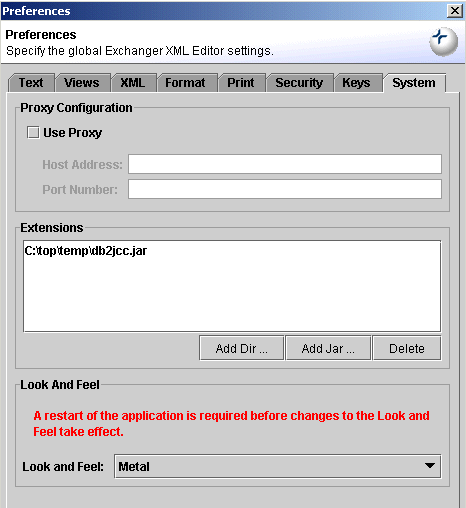 Preferences
Preferences
Specify the global Exchanger XML Editor settings.
Text Views XML Format Print Security Keys System
Proxy Configuration
Use Proxy
Host Address:
Port Number:
Extensions
C:\top\temp\db2jcc.jar
Add Dir ... Add Jar ... Delete
Look And Feel
A restart of the application is required before changes to the Look and
Feel take effect.
Look and Feel: Metal